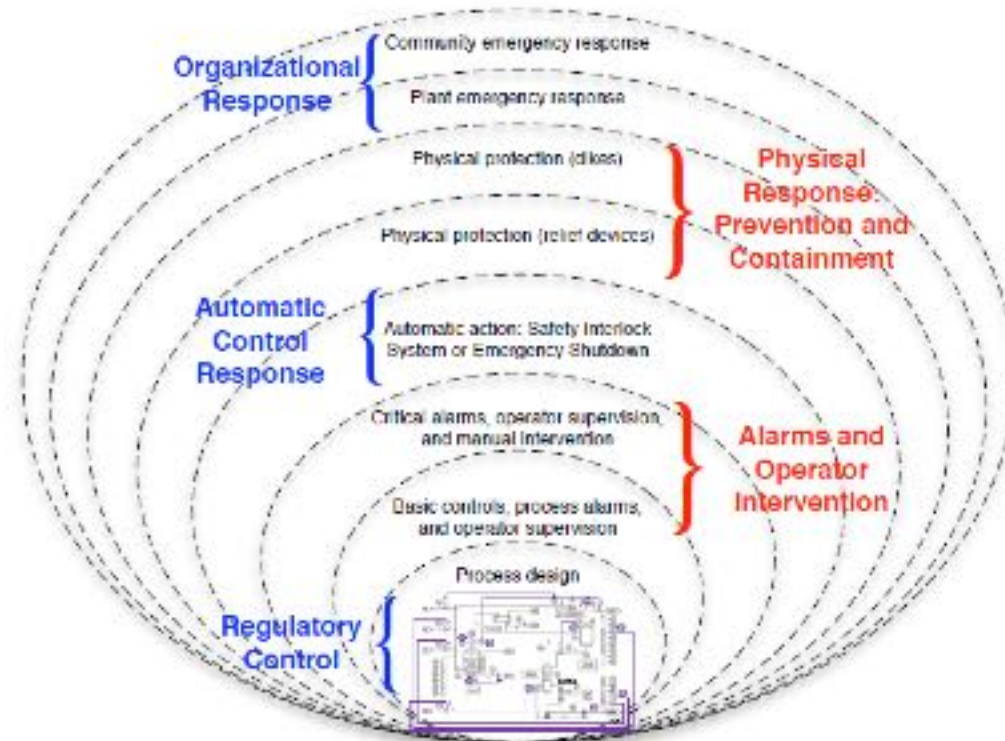 Community emergency response
Organizational
Response
Plant emergency response
Physical protection (dikes)
Physical
Response:
Prevention and
Containment
Physical protection (relief devices)
Automatic
Control
Response
Automatic action: Safety Interlock
System or Emergency Shutdown
Critical alarms, operator supervision,
and manual intervention
Alarms and
Operator
Intervention
Basic controls, process alarms,
and operator supervision
Process design
Regulatory
Control